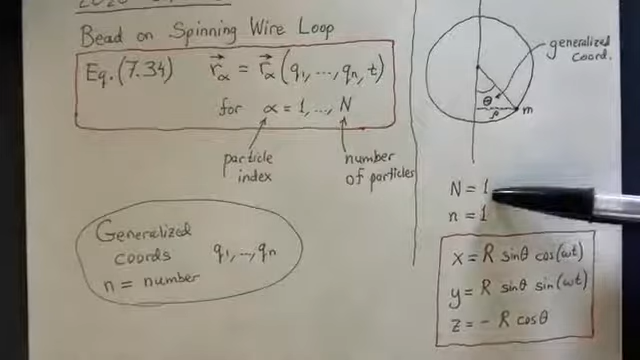 Bead on Spinning Wire Loop
Eq. (7.34) r⃗α = r⃗α (q₁, ..., qₙ, t)
for α = 1, ..., N
particle index
number of particles
Generalized
coords q₁, ..., qₙ
n = number
generalized
coord.
θ
m
ρ
N = 1
n = 1
x = R sinθ cos(ωt)
y = R sinθ sin(ωt)
z = - R cosθ